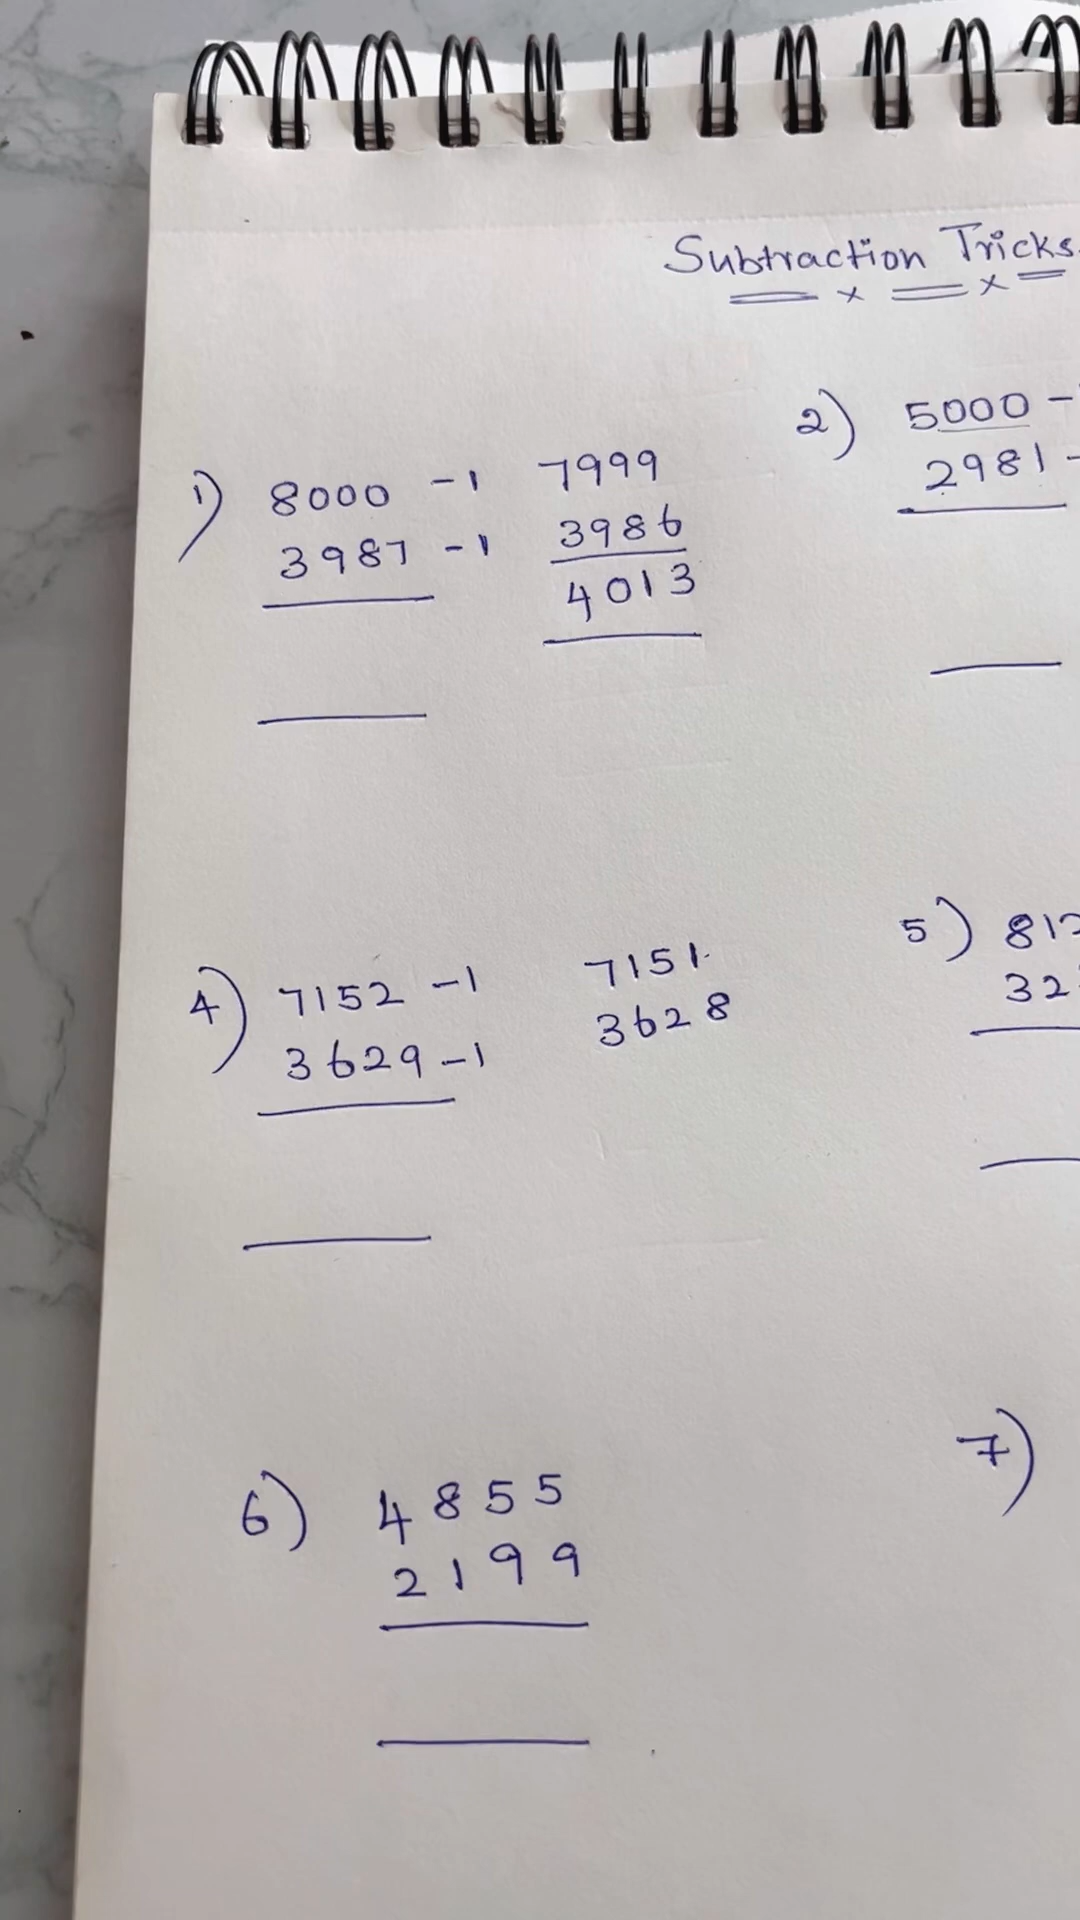 Subtraction Tricks
1) 8000 -1 7999
3987 -1 3986
4013
2) 5000 -
2981 -
4) 7152 -1 7151
3629 -1 3628
5) 81
32
6) 4855
2199
7)